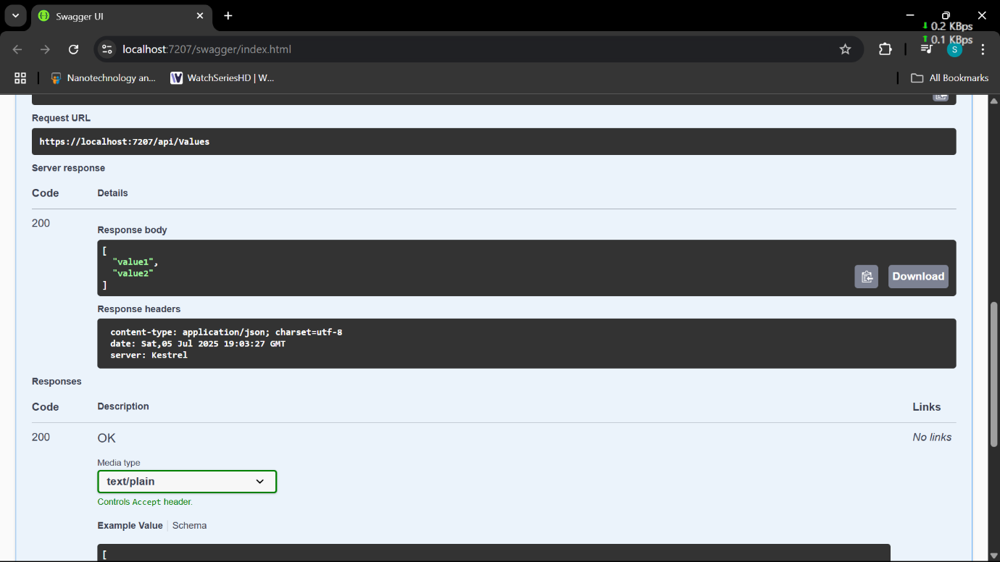 Swagger UI
0.2 KBps
0.1 KBps
localhost:7207/swagger/index.html
S
Nanotechnology an...
WatchSeriesHD | W...
All Bookmarks
Request URL
https://localhost:7207/api/Values
Server response
Code Details
200
Response body
[
"value1",
"value2"
]
Download
Response headers
content-type: application/json; charset=utf-8
date: Sat,05 Jul 2025 19:03:27 GMT
server: Kestrel
Responses
Code Description Links
200 OK No links
Media type
text/plain
Controls Accept header.
Example Value Schema
[